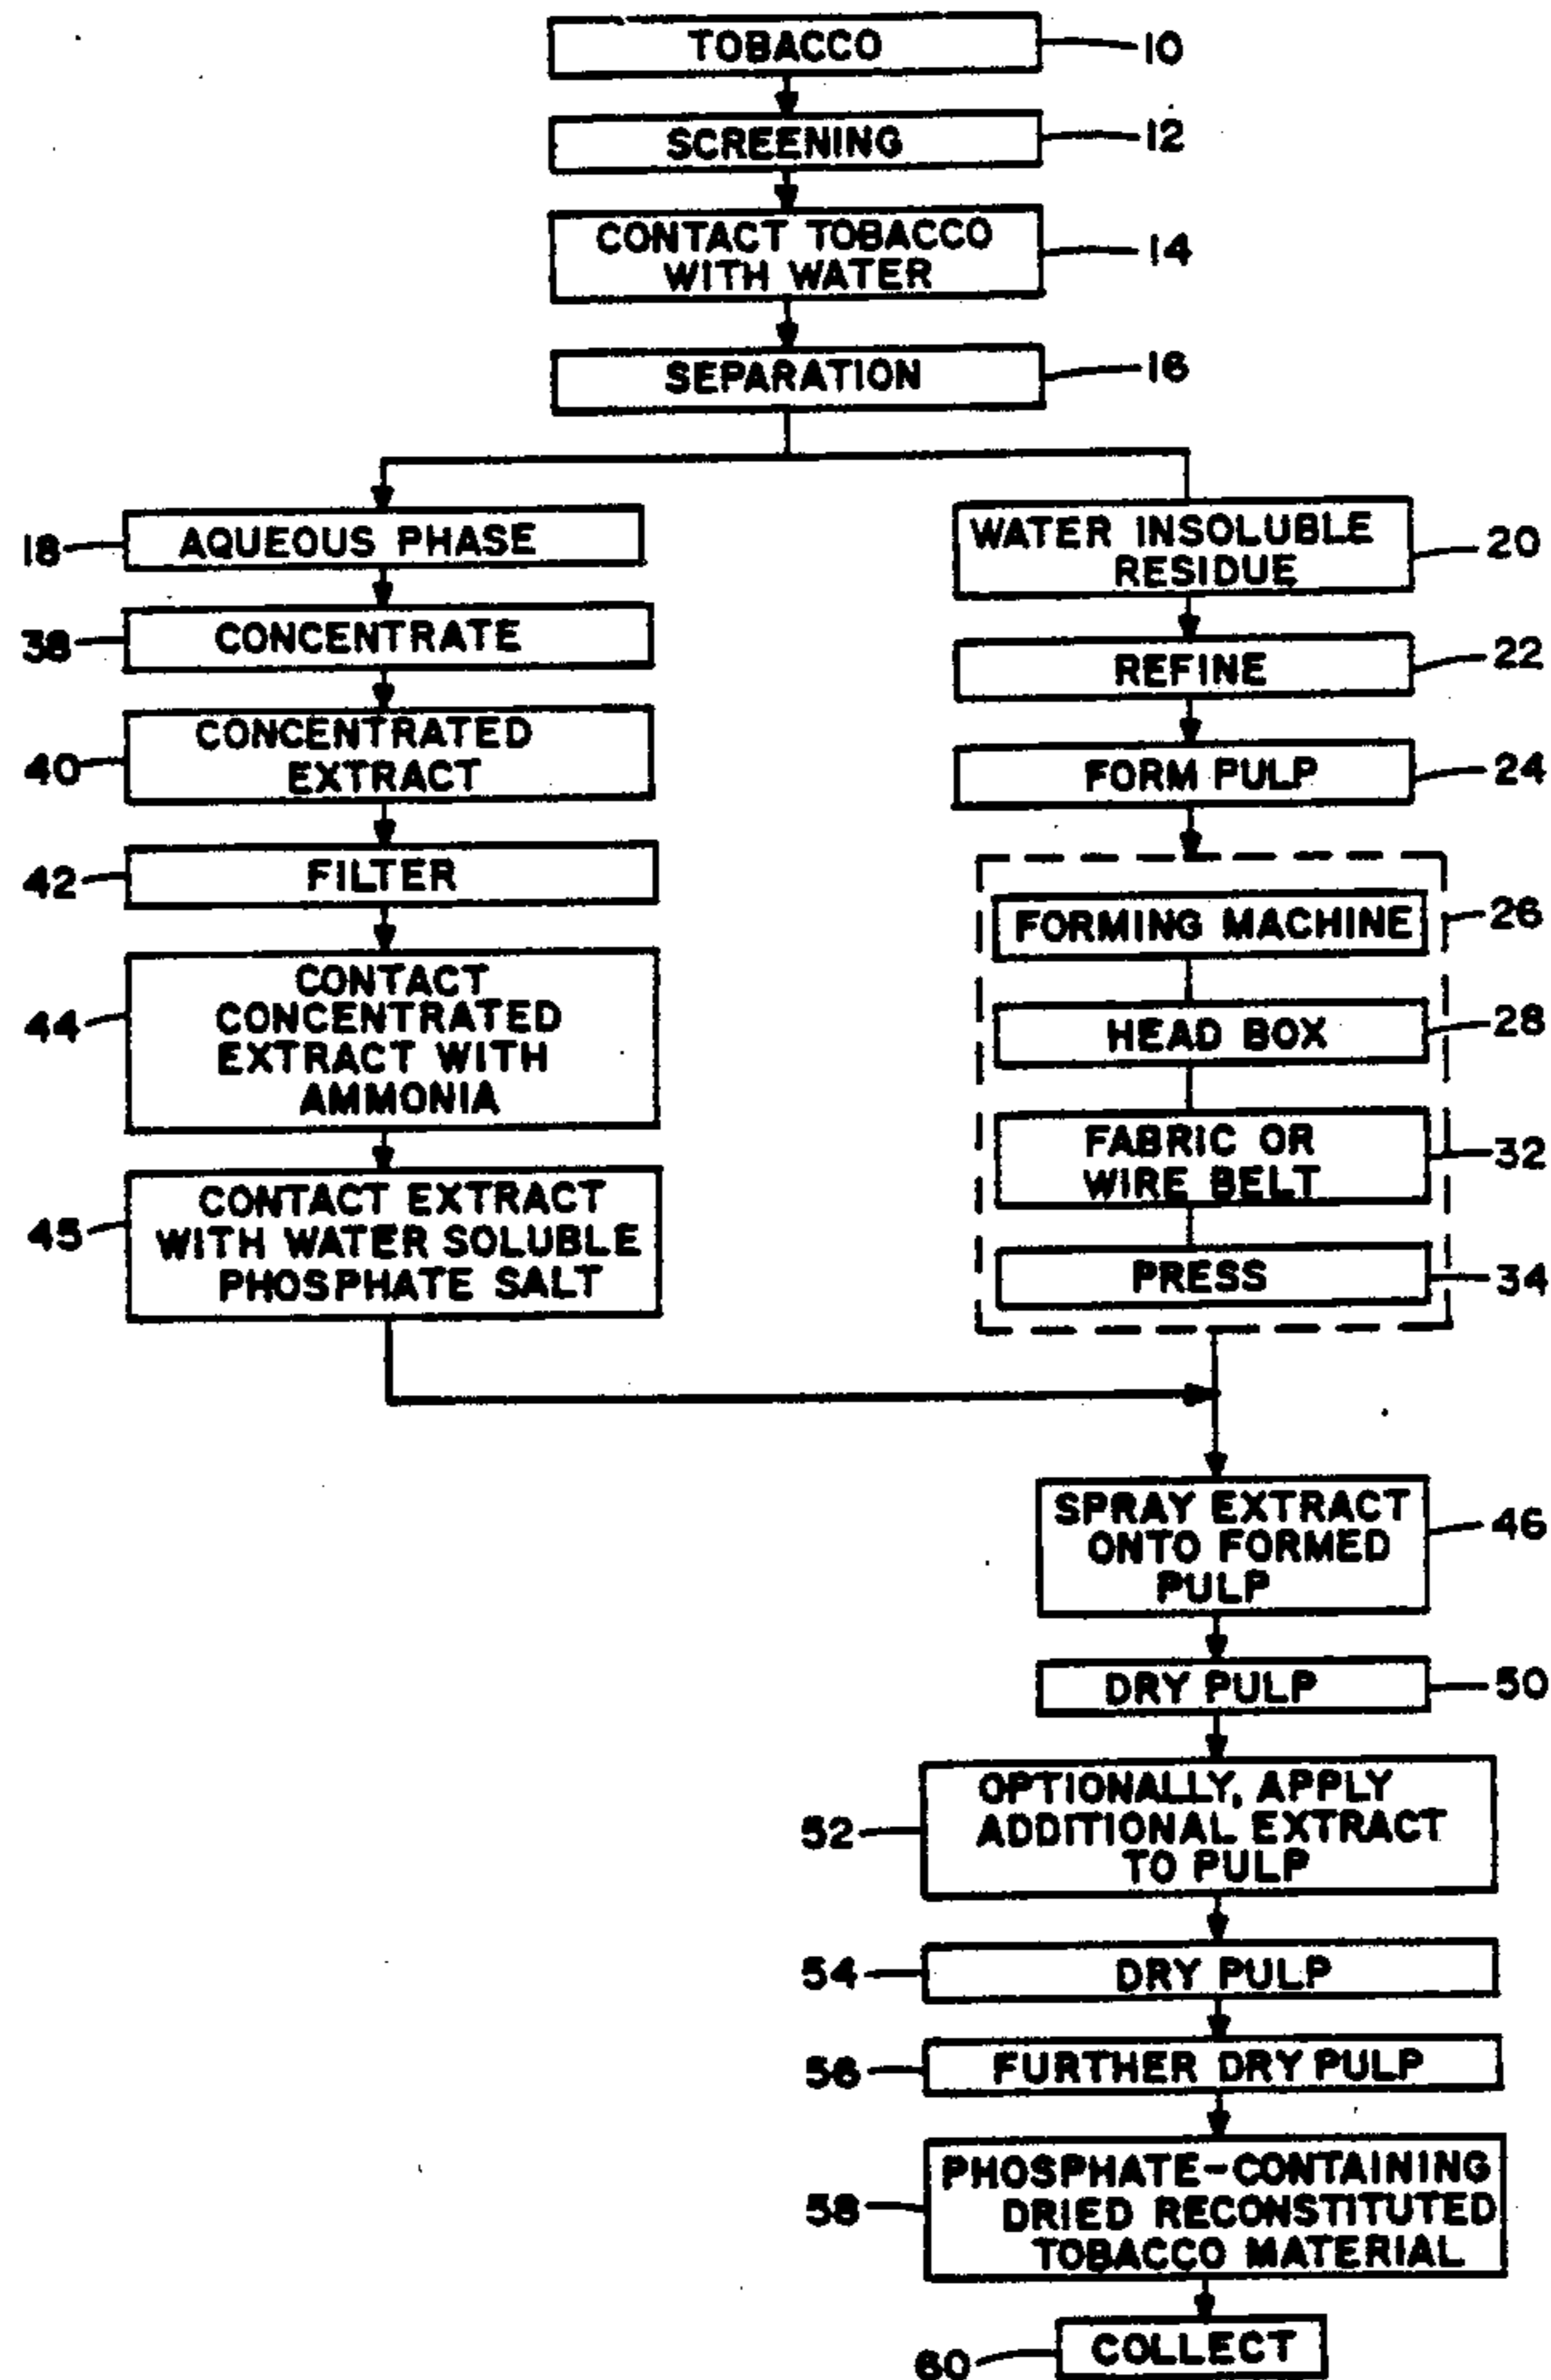 TOBACCO
10
SCREENING
12
CONTACT TOBACCO
WITH WATER
14
SEPARATION
16
18
AQUEOUS PHASE
38
CONCENTRATE
40
CONCENTRATED
EXTRACT
42
FILTER
44
CONTACT
CONCENTRATED
EXTRACT WITH
AMMONIA
45
CONTACT EXTRACT
WITH WATER SOLUBLE
PHOSPHATE SALT
WATER INSOLUBLE
RESIDUE
20
REFINE
22
FORM PULP
24
FORMING MACHINE
26
HEAD BOX
28
FABRIC OR
WIRE BELT
32
PRESS
34
SPRAY EXTRACT
ONTO FORMED
PULP
46
DRY PULP
50
52
OPTIONALLY, APPLY
ADDITIONAL EXTRACT
TO PULP
54
DRY PULP
56
FURTHER DRY PULP
58
PHOSPHATE-CONTAINING
DRIED RECONSTITUTED
TOBACCO MATERIAL
60
COLLECT